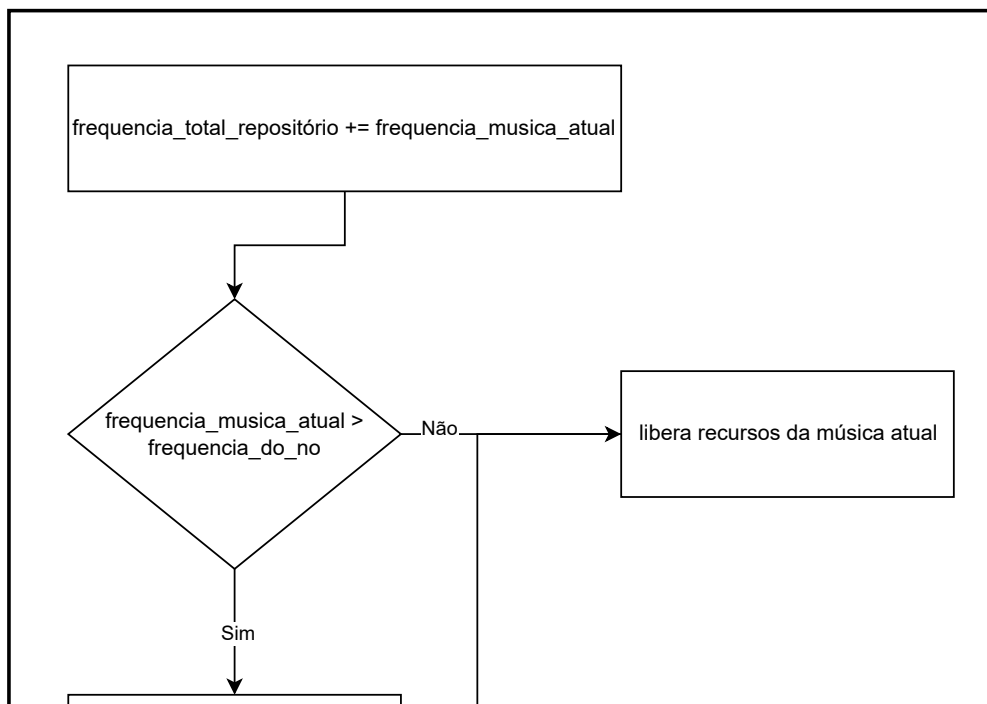 frequencia_total_repositório += frequencia_musica_atual
frequencia_musica_atual >
frequencia_do_no
Não
libera recursos da música atual
Sim